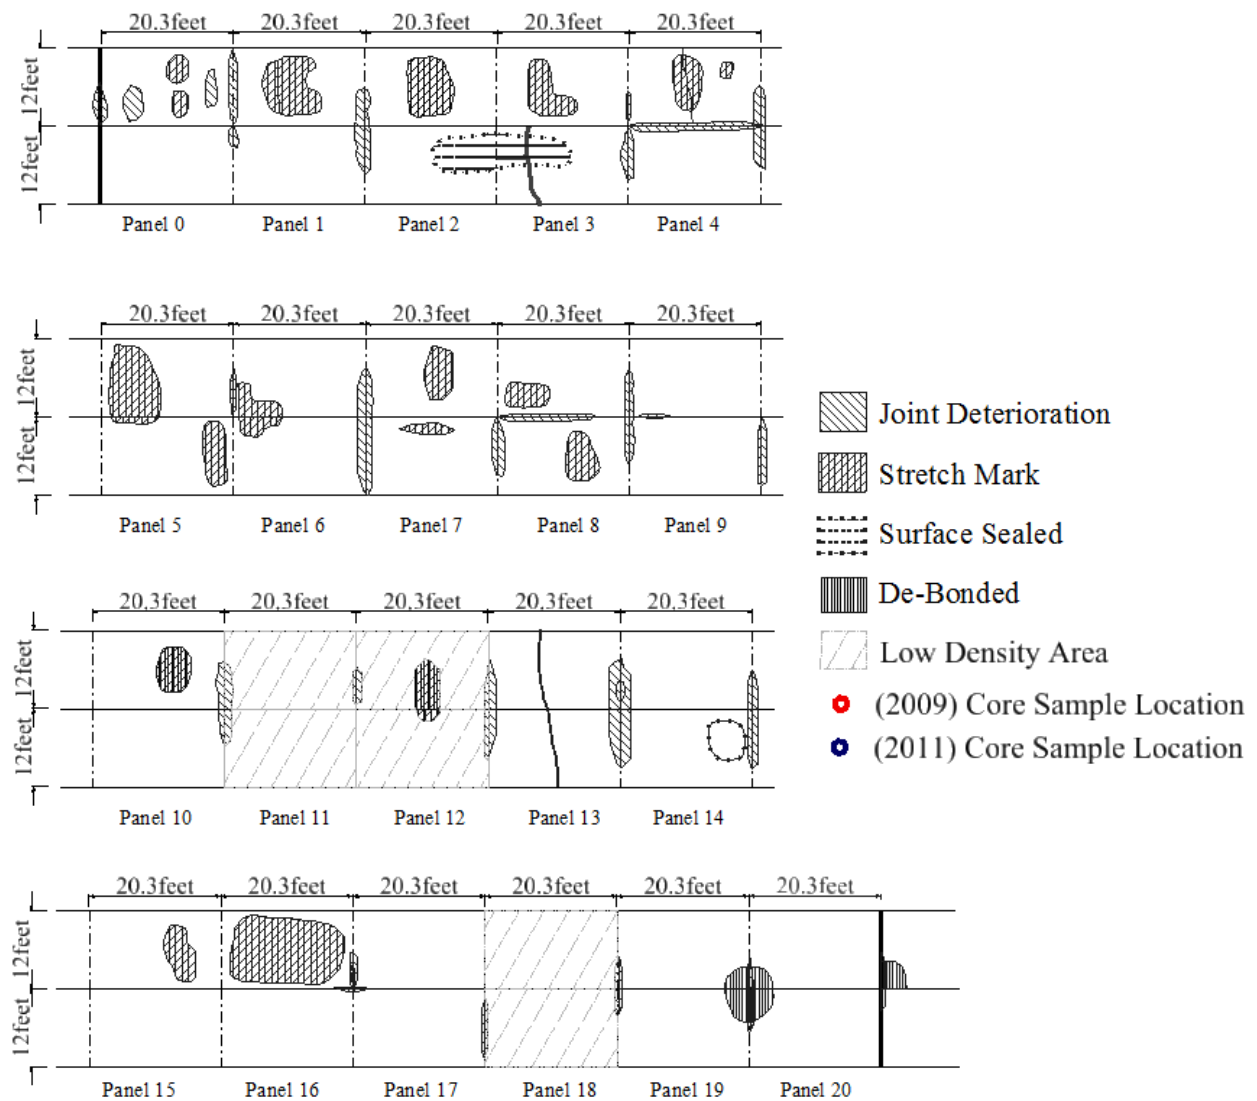 20.3feet 20.3feet 20.3feet 20.3feet 20.3feet
12feet
12feet
Panel 0 Panel 1 Panel 2 Panel 3 Panel 4
20.3feet 20.3feet 20.3feet 20.3feet 20.3feet
12feet
12feet
Panel 5 Panel 6 Panel 7 Panel 8 Panel 9
Joint Deterioration
Stretch Mark
Surface Sealed
De-Bonded
Low Density Area
(2009) Core Sample Location
(2011) Core Sample Location
20.3feet 20.3feet 20.3feet 20.3feet 20.3feet
12feet
12feet
Panel 10 Panel 11 Panel 12 Panel 13 Panel 14
20.3feet 20.3feet 20.3feet 20.3feet 20.3feet 20.3feet
12feet
12feet
Panel 15 Panel 16 Panel 17 Panel 18 Panel 19 Panel 20